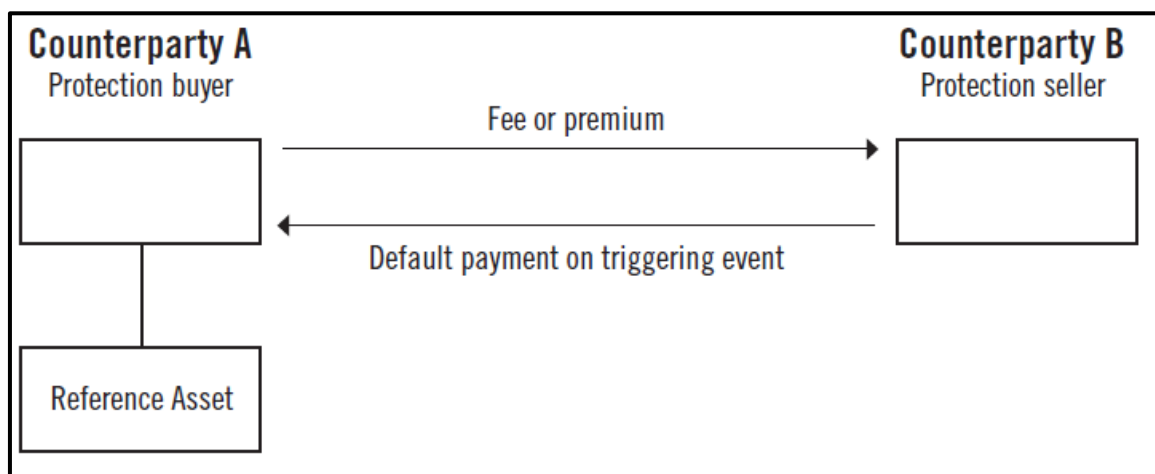 Counterparty A
Protection buyer
Counterparty B
Protection seller
Fee or premium
Default payment on triggering event
Reference Asset